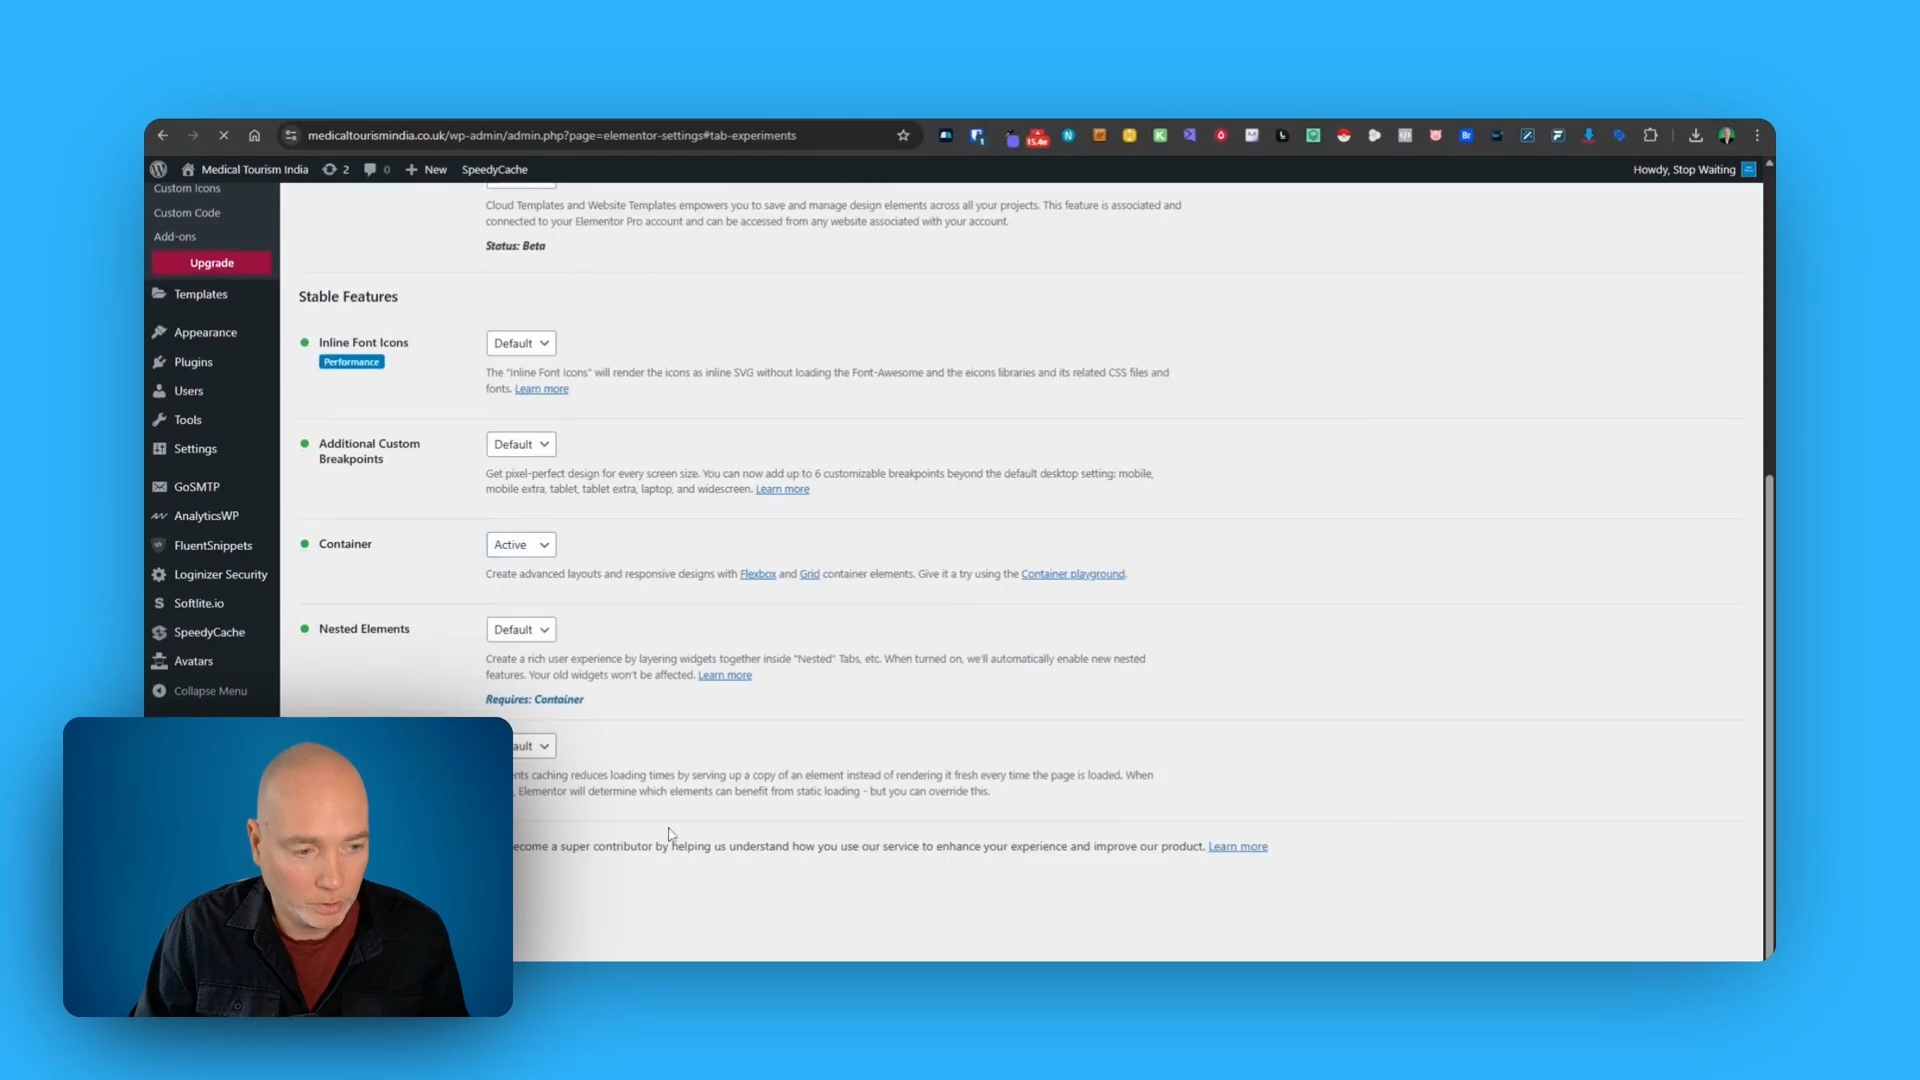 medicaltourismindia.co.uk/wp-admin/admin.php?page=elementor-settings#tab-experiments
15.4k
Medical Tourism India 2 0 New SpeedyCache Howdy, Stop Waiting
Custom Icons
Custom Code
Add-ons
Upgrade
Templates
Appearance
Plugins
Users
Tools
Settings
GoSMTP
AnalyticsWP
FluentSnippets
Loginizer Security
Softlite.io
SpeedyCache
Avatars
Collapse Menu
Cloud Templates and Website Templates empowers you to save and manage design elements across all your projects. This feature is associated and
connected to your Elementor Pro account and can be accessed from any website associated with your account.
Status: Beta
Stable Features
Inline Font Icons Default
Performance
The "Inline Font Icons" will render the icons as inline SVG without loading the Font-Awesome and the eicons libraries and its related CSS files and
fonts. Learn more
Additional Custom
Breakpoints
Default
Get pixel-perfect design for every screen size. You can now add up to 6 customizable breakpoints beyond the default desktop setting: mobile,
mobile extra, tablet, tablet extra, laptop, and widescreen. Learn more
Container Active
Create advanced layouts and responsive designs with Flexbox and Grid container elements. Give it a try using the Container playground.
Nested Elements Default
Create a rich user experience by layering widgets together inside "Nested" Tabs, etc. When turned on, we'll automatically enable new nested
features. Your old widgets won't be affected. Learn more
Requires: Container
ault
nts caching reduces loading times by serving up a copy of an element instead of rendering it fresh every time the page is loaded. When
, Elementor will determine which elements can benefit from static loading - but you can override this.
ecome a super contributor by helping us understand how you use our service to enhance your experience and improve our product. Learn more